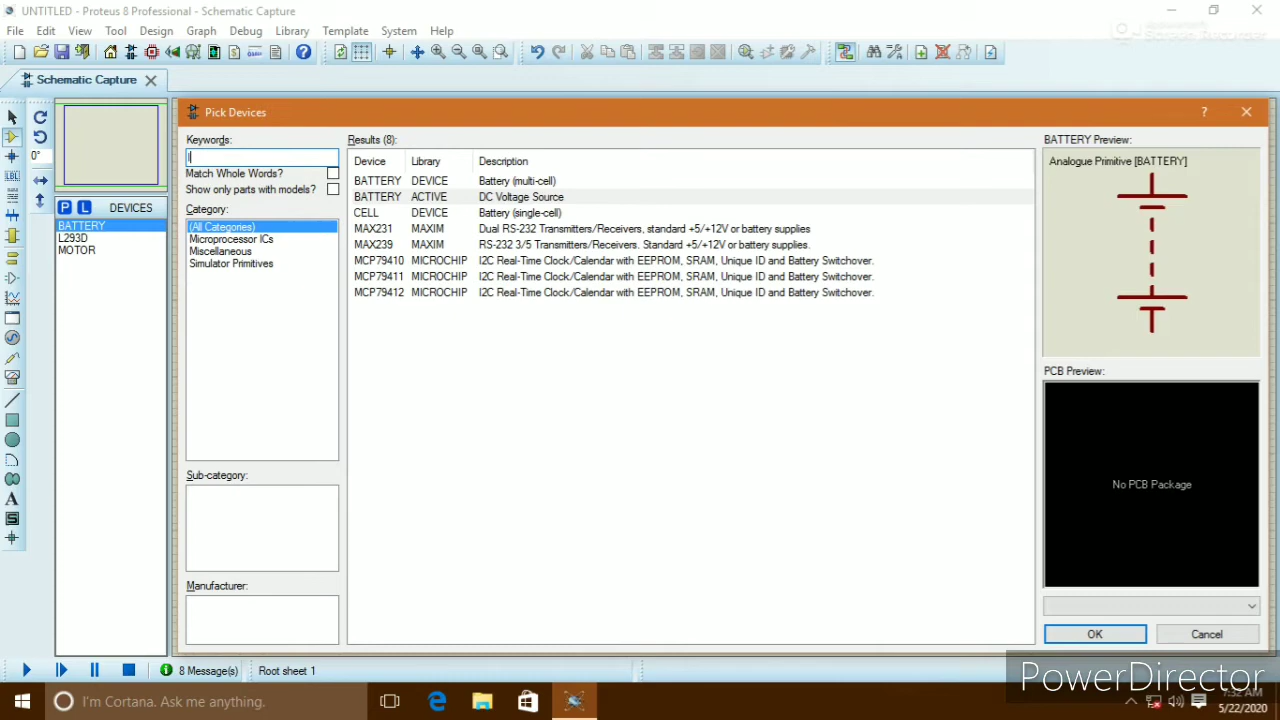 UNTITLED - Proteus 8 Professional - Schematic Capture
File Edit View Tool Design Graph Debug Library Template System Help
Schematic Capture
Pick Devices
Keywords:
Match Whole Words?
Show only parts with models?
Category:
(All Categories)
Microprocessor ICs
Miscellaneous
Simulator Primitives
Sub-category:
Manufacturer:
Results (8):
Device Library Description
BATTERY DEVICE Battery (multi-cell)
BATTERY ACTIVE DC Voltage Source
CELL DEVICE Battery (single-cell)
MAX231 MAXIM Dual RS-232 Transmitters/Receivers, standard +5/+12V or battery supplies
MAX239 MAXIM RS-232 3/5 Transmitters/Receivers. Standard +5/+12V or battery supplies.
MCP79410 MICROCHIP I2C Real-Time Clock/Calendar with EEPROM, SRAM, Unique ID and Battery Switchover.
MCP79411 MICROCHIP I2C Real-Time Clock/Calendar with EEPROM, SRAM, Unique ID and Battery Switchover.
MCP79412 MICROCHIP I2C Real-Time Clock/Calendar with EEPROM, SRAM, Unique ID and Battery Switchover.
BATTERY Preview:
Analogue Primitive [BATTERY]
PCB Preview:
No PCB Package
OK Cancel
0°
P L DEVICES
BATTERY
L293D
MOTOR
8 Message(s) Root sheet 1
PowerDirector
I'm Cortana. Ask me anything.
7:32 AM
5/22/2020